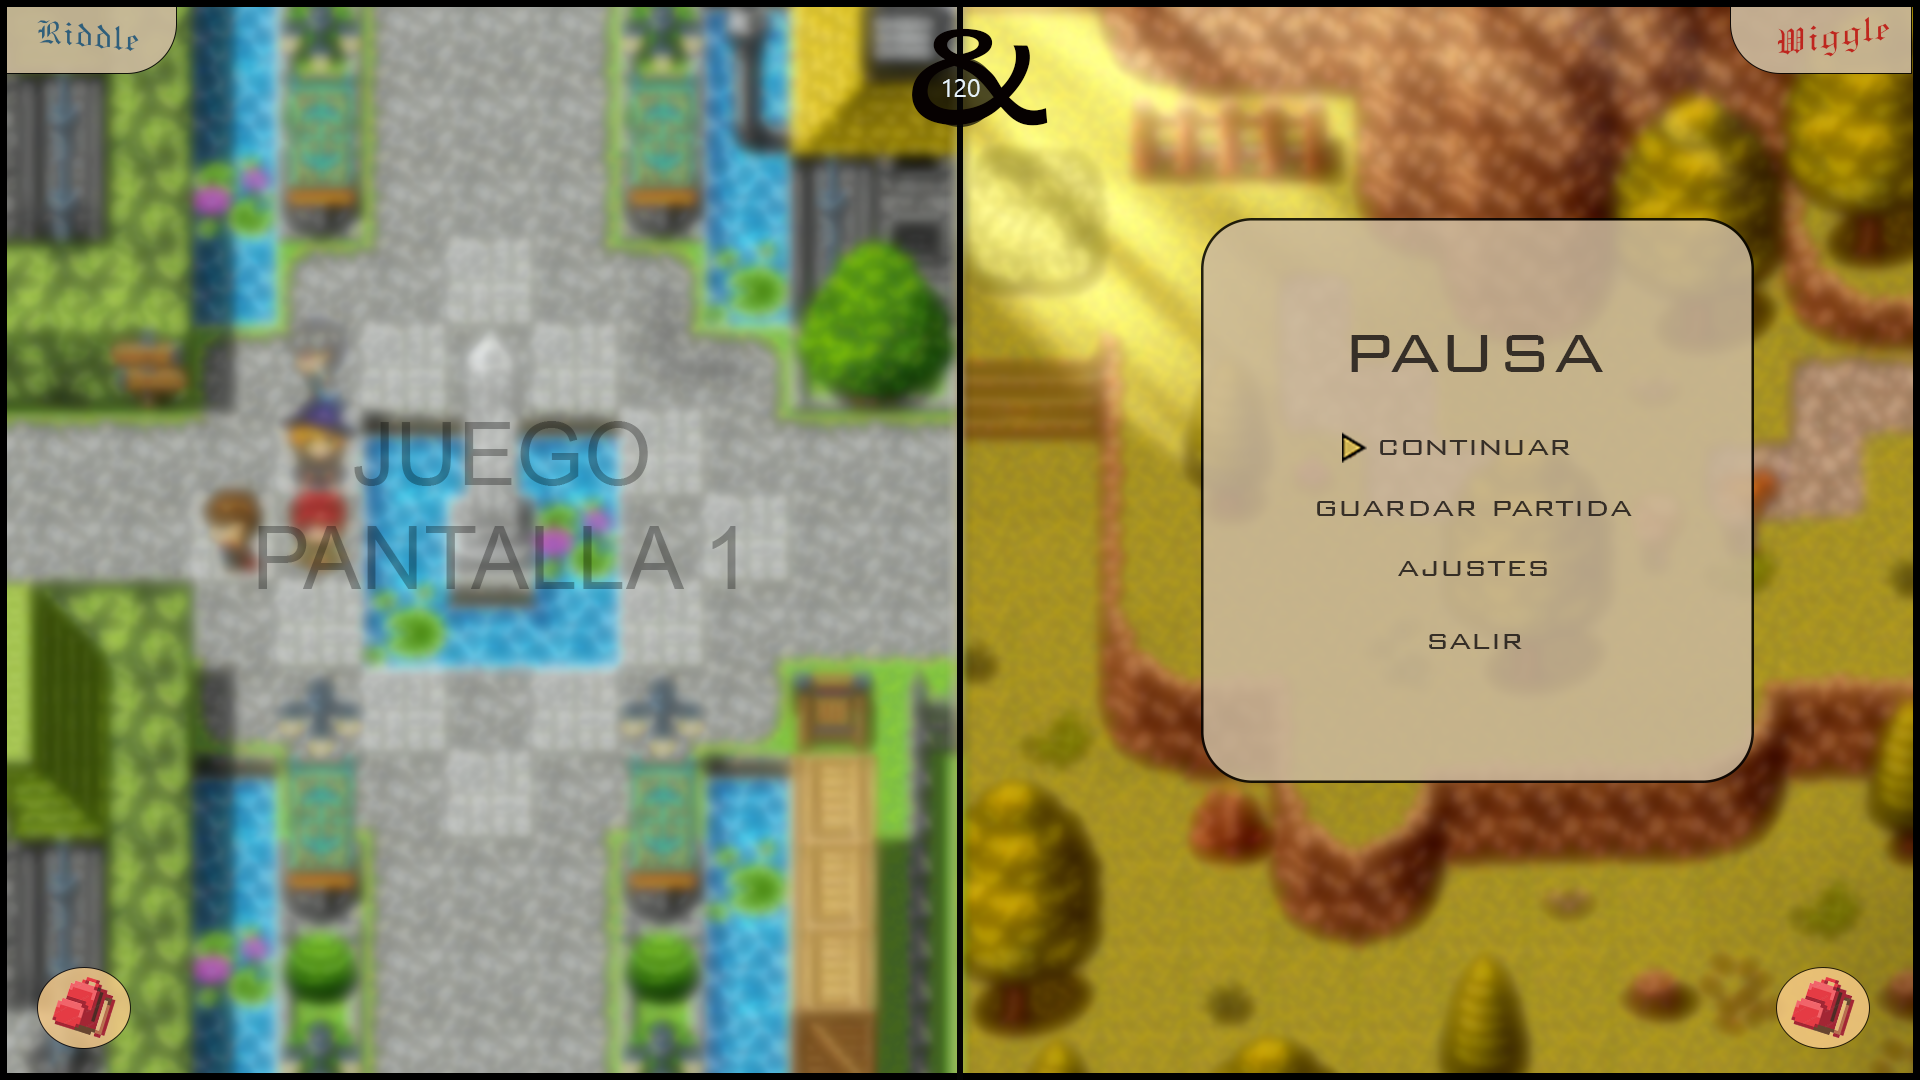 Riddle
&
120
Wiggle
JUEGO
PANTALLA 1
PAUSA
CONTINUAR
GUARDAR PARTIDA
AJUSTES
SALIR